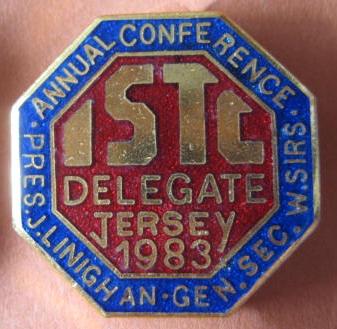 ANNUAL CONFERENCE
ISTC
DELEGATE
JERSEY
1983
PRES. J. LINIGHAN · GEN. SEC. W. SIRS.